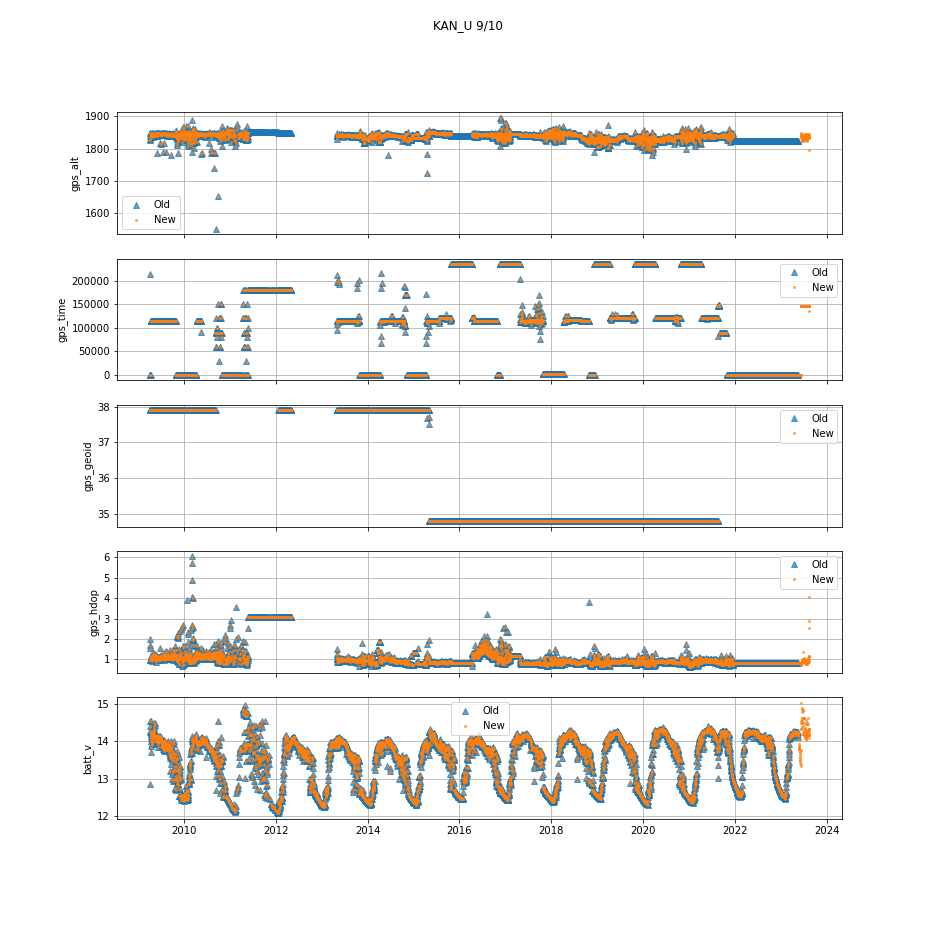 KAN_U 9/10
1900
1800
1700
1600
gps_alt
Old
New
200000
150000
100000
50000
0
gps_time
Old
New
38
37
36
35
gps_geoid
Old
New
6
5
4
3
2
1
gps_hdop
Old
New
15
14
13
12
batt_v
Old
New
2010 2012 2014 2016 2018 2020 2022 2024